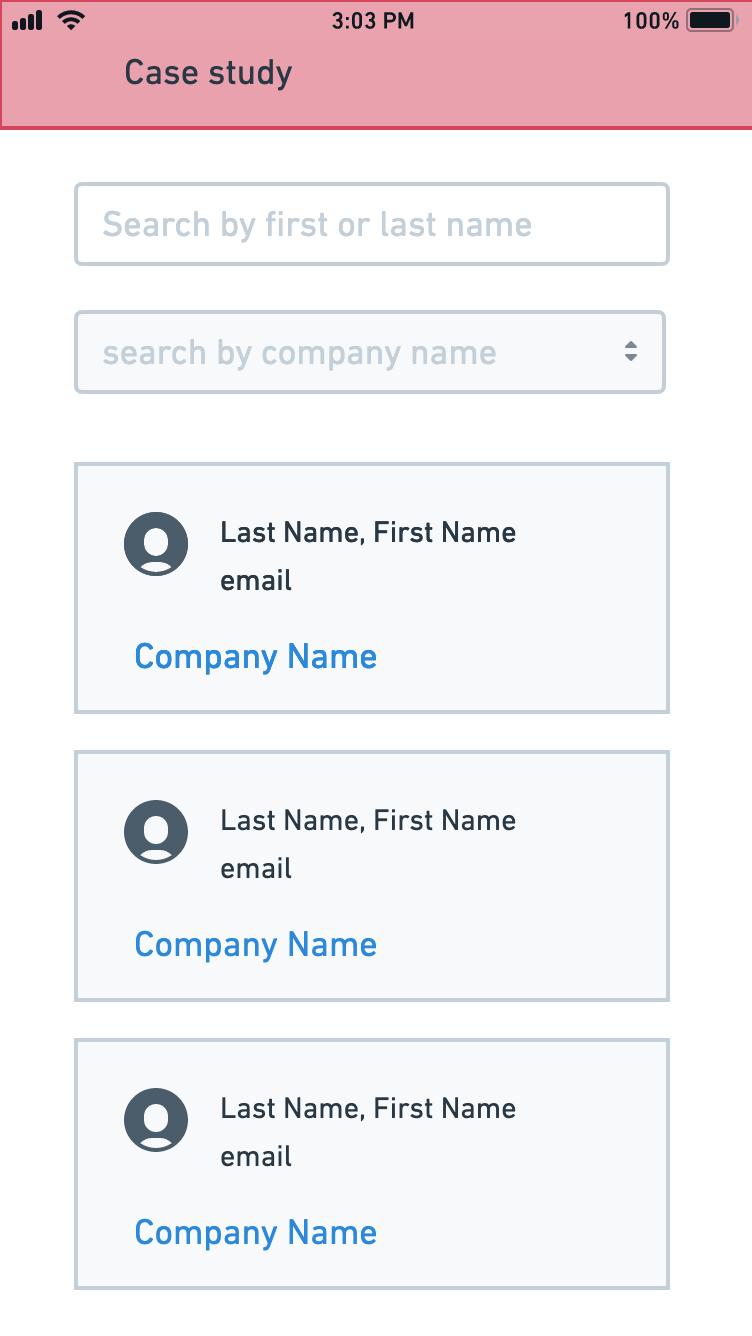 3:03 PM 100%
Case study
Search by first or last name
search by company name
Last Name, First Name
email
Company Name
Last Name, First Name
email
Company Name
Last Name, First Name
email
Company Name